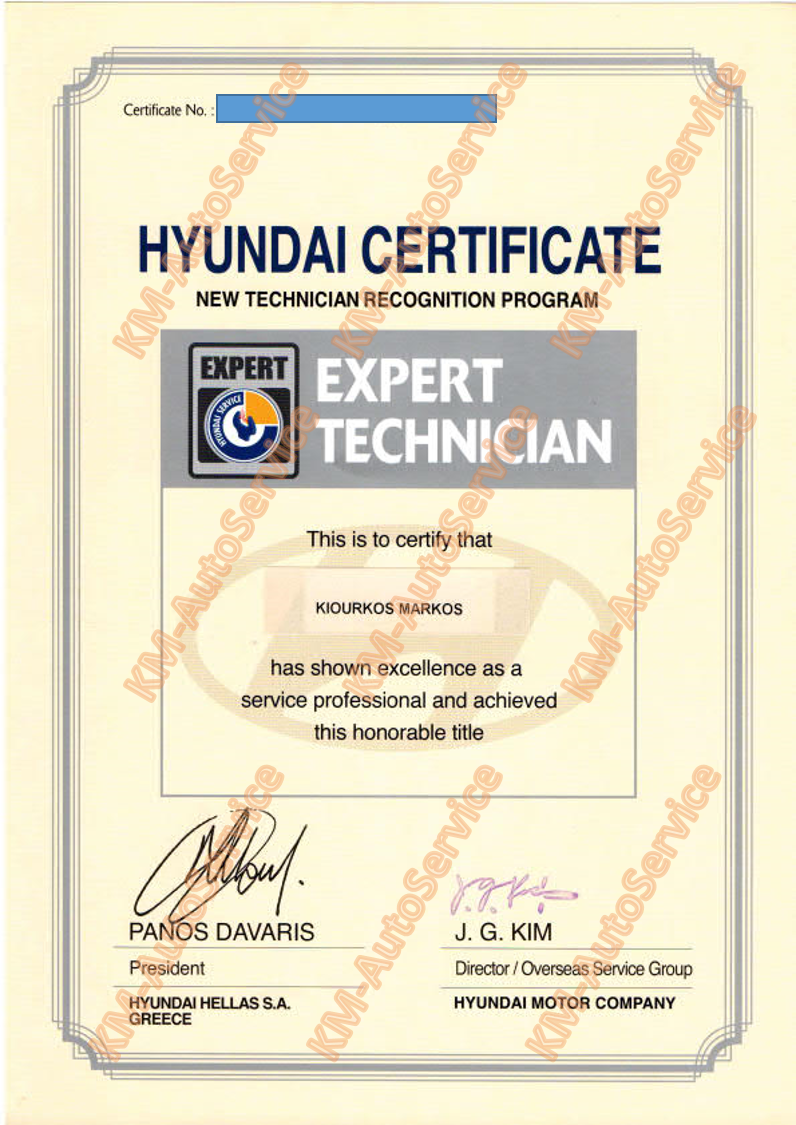 Certificate No. :
HYUNDAI CERTIFICATE
NEW TECHNICIAN RECOGNITION PROGRAM
EXPERT
HYUNDAI SERVICE
EXPERT
TECHNICIAN
This is to certify that
KIOURKOS MARKOS
has shown excellence as a
service professional and achieved
this honorable title
PANOS DAVARIS
President
HYUNDAI HELLAS S.A.
GREECE
J. G. Kim
J. G. KIM
Director / Overseas Service Group
HYUNDAI MOTOR COMPANY
KM-AutoService
KM-AutoService
KM-AutoService
KM-AutoService
KM-AutoService
KM-AutoService
KM-AutoService
KM-AutoService
KM-AutoService